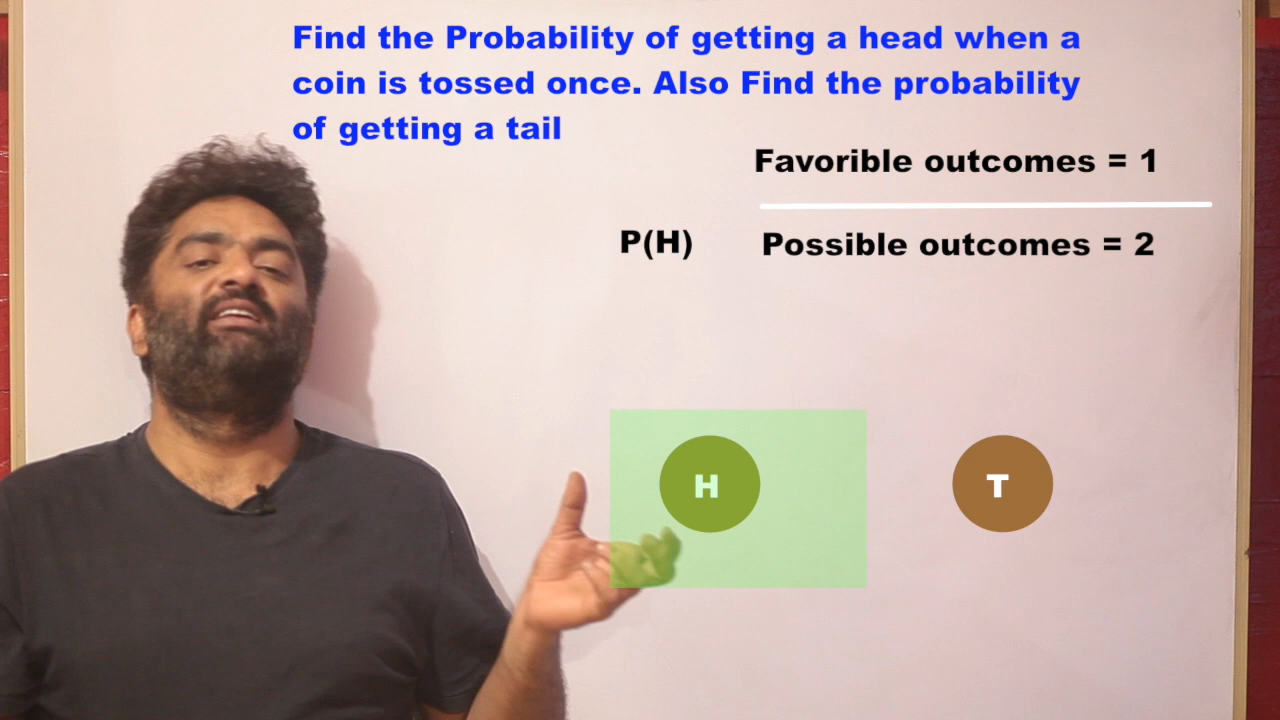 Find the Probability of getting a head when a
coin is tossed once. Also Find the probability
of getting a tail
Favorible outcomes = 1
P(H) Possible outcomes = 2
H T